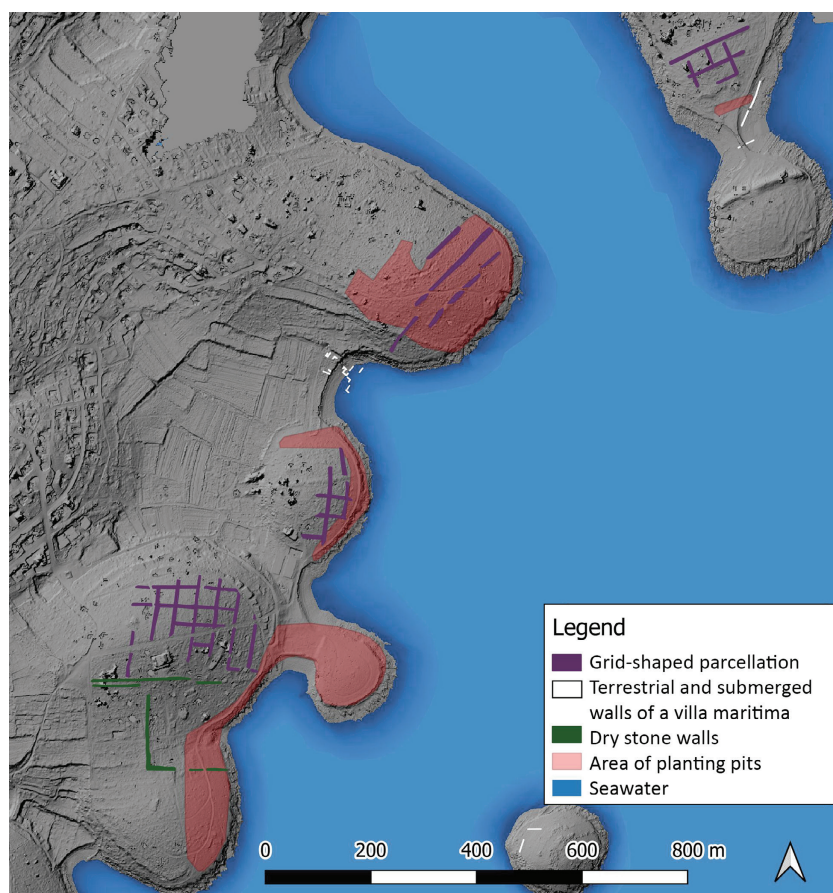 Legend
Grid-shaped parcellation
Terrestrial and submerged
walls of a villa maritima
Dry stone walls
Area of planting pits
Seawater
0 200 400 600 800 m